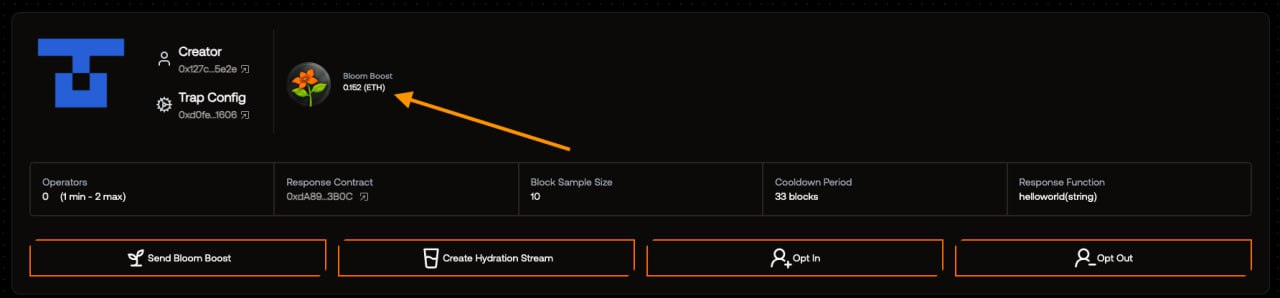 Creator
0x127c...5e2e
Trap Config
0xd0fe...1606
Bloom Boost
0.152 (ETH)
Operators
0 (1 min - 2 max)
Response Contract
0xdA89...3B0C
Block Sample Size
10
Cooldown Period
33 blocks
Response Function
helloworld(string)
Send Bloom Boost
Create Hydration Stream
Opt In
Opt Out